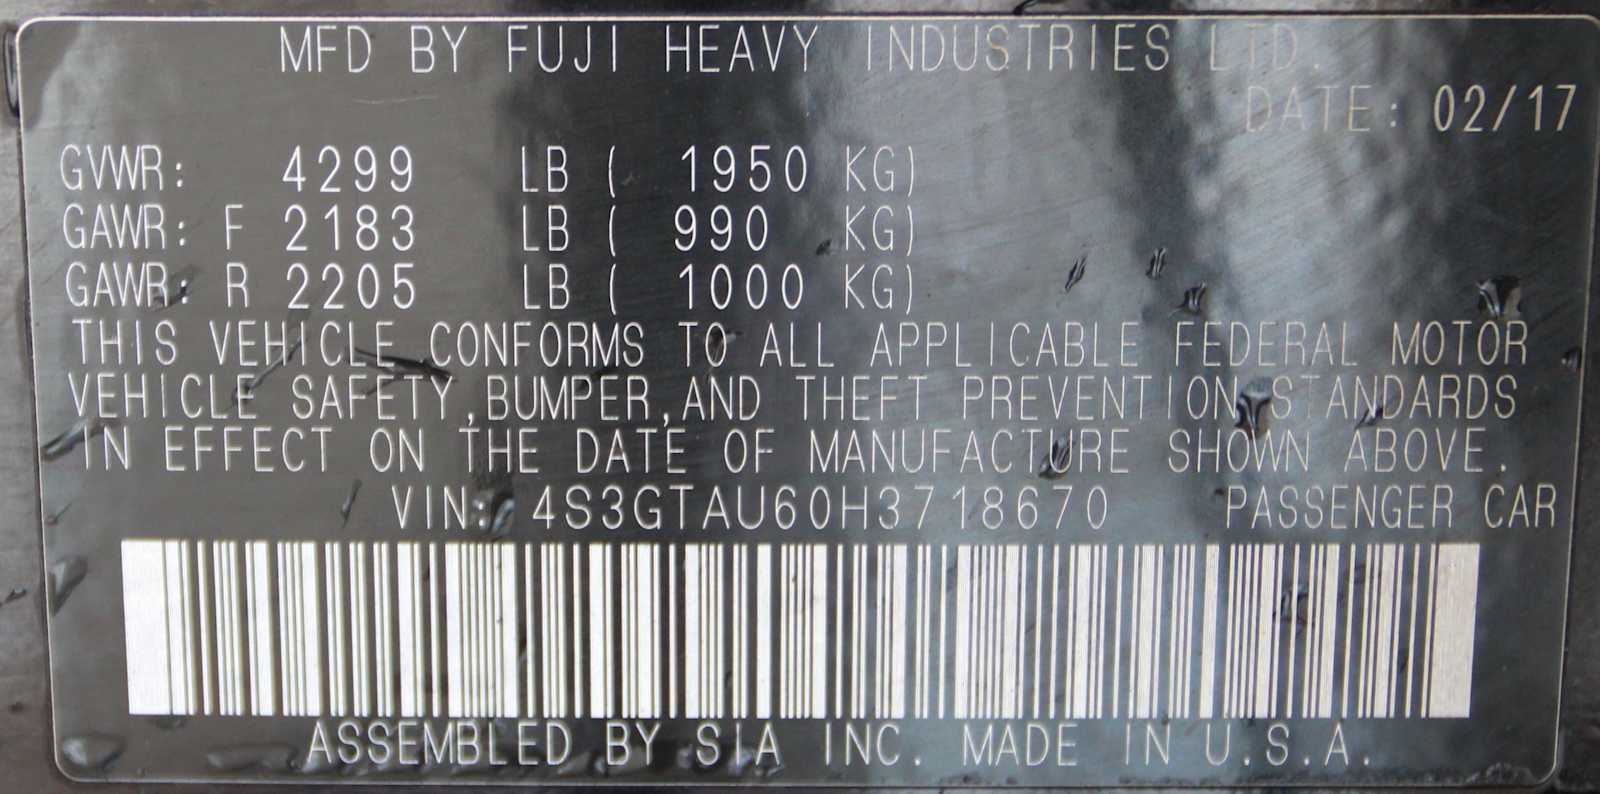 MFD BY FUJI HEAVY INDUSTRIES LTD.
DATE: 02/17
GVWR: 4299 LB ( 1950 KG)
GAWR: F 2183 LB ( 990 KG)
GAWR: R 2205 LB ( 1000 KG)
THIS VEHICLE CONFORMS TO ALL APPLICABLE FEDERAL MOTOR
VEHICLE SAFETY,BUMPER,AND THEFT PREVENTION STANDARDS
IN EFFECT ON THE DATE OF MANUFACTURE SHOWN ABOVE.
VIN: 4S3GTAU60H3718670 PASSENGER CAR
ASSEMBLED BY SIA INC. MADE IN U.S.A.